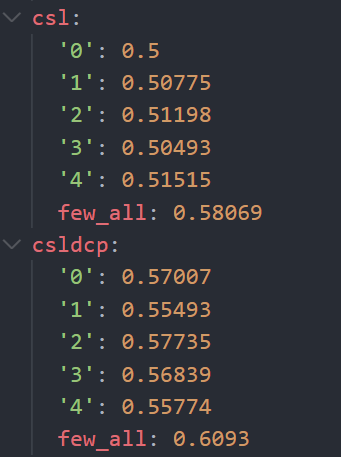 csl:
'0': 0.5
'1': 0.50775
'2': 0.51198
'3': 0.50493
'4': 0.51515
few_all: 0.58069
csldcp:
'0': 0.57007
'1': 0.55493
'2': 0.57735
'3': 0.56839
'4': 0.55774
few_all: 0.6093